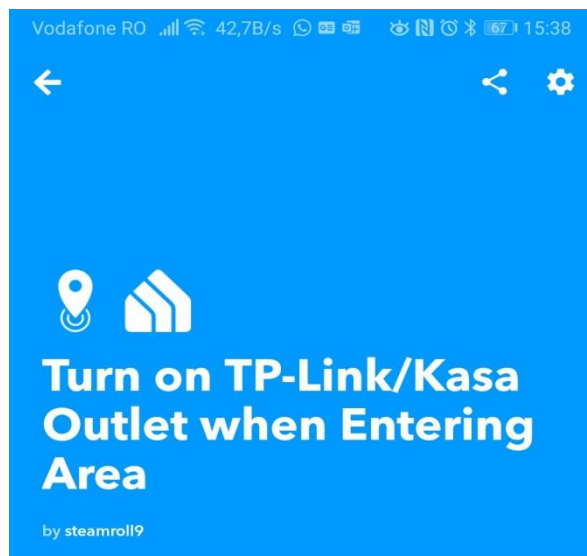 Vodafone RO 42,7B/s 67 15:38
Turn on TP-Link/Kasa
Outlet when Entering
Area
by steamroll9